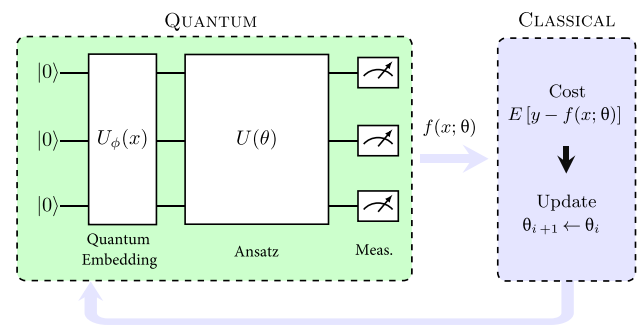 QUANTUM
CLASSICAL
|0⟩
|0⟩
|0⟩
U_ϕ(x)
U(θ)
Quantum
Embedding
Ansatz
Meas.
f(x; θ)
Cost
E [y − f(x; θ)]
Update
θ_{i+1} ← θ_i